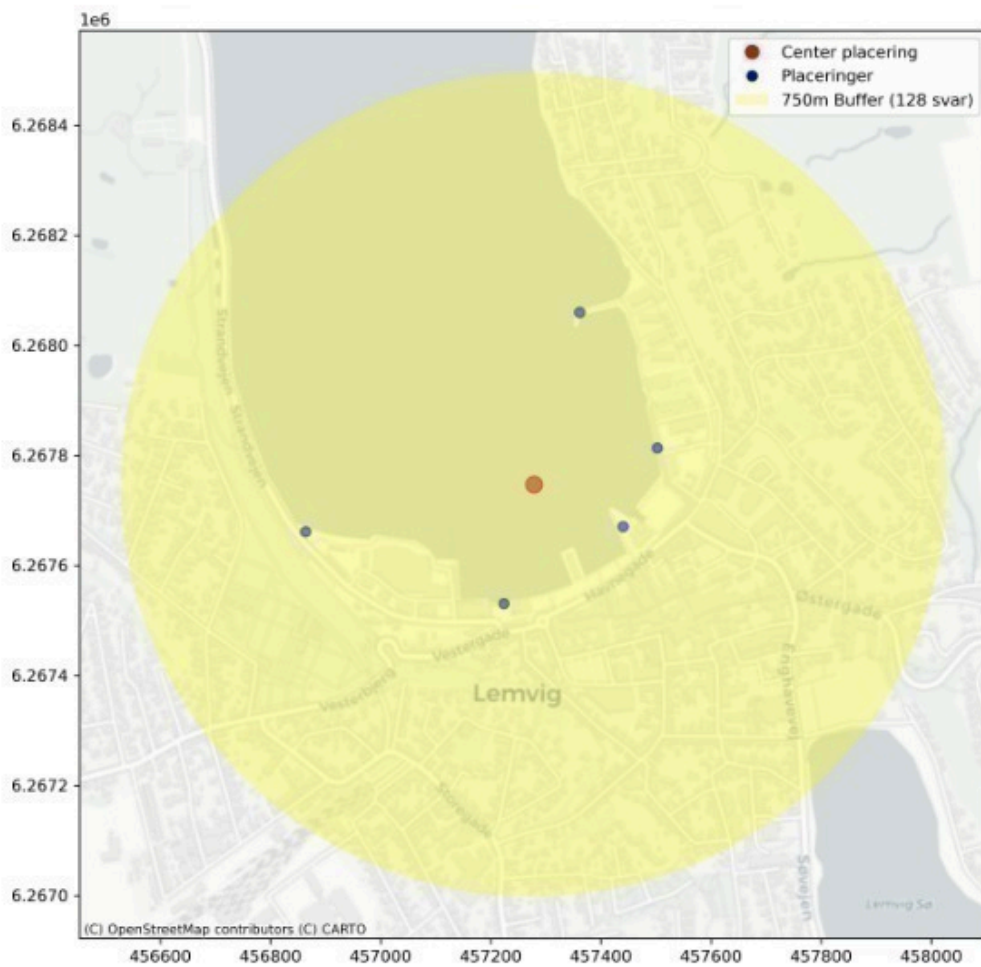 1e6
Center placering
Placeringer
750m Buffer (128 svar)
6.2684
6.2682
6.2680
6.2678
6.2676
6.2674
6.2672
6.2670
Strandvejen
Strandvejen
Havnegade
Østergade
Vestergade
Vesterbjerg
Lemvig
Enghavevej
Storegade
Søvejen
Lemvig Sø
(C) OpenStreetMap contributors (C) CARTO
456600 456800 457000 457200 457400 457600 457800 458000